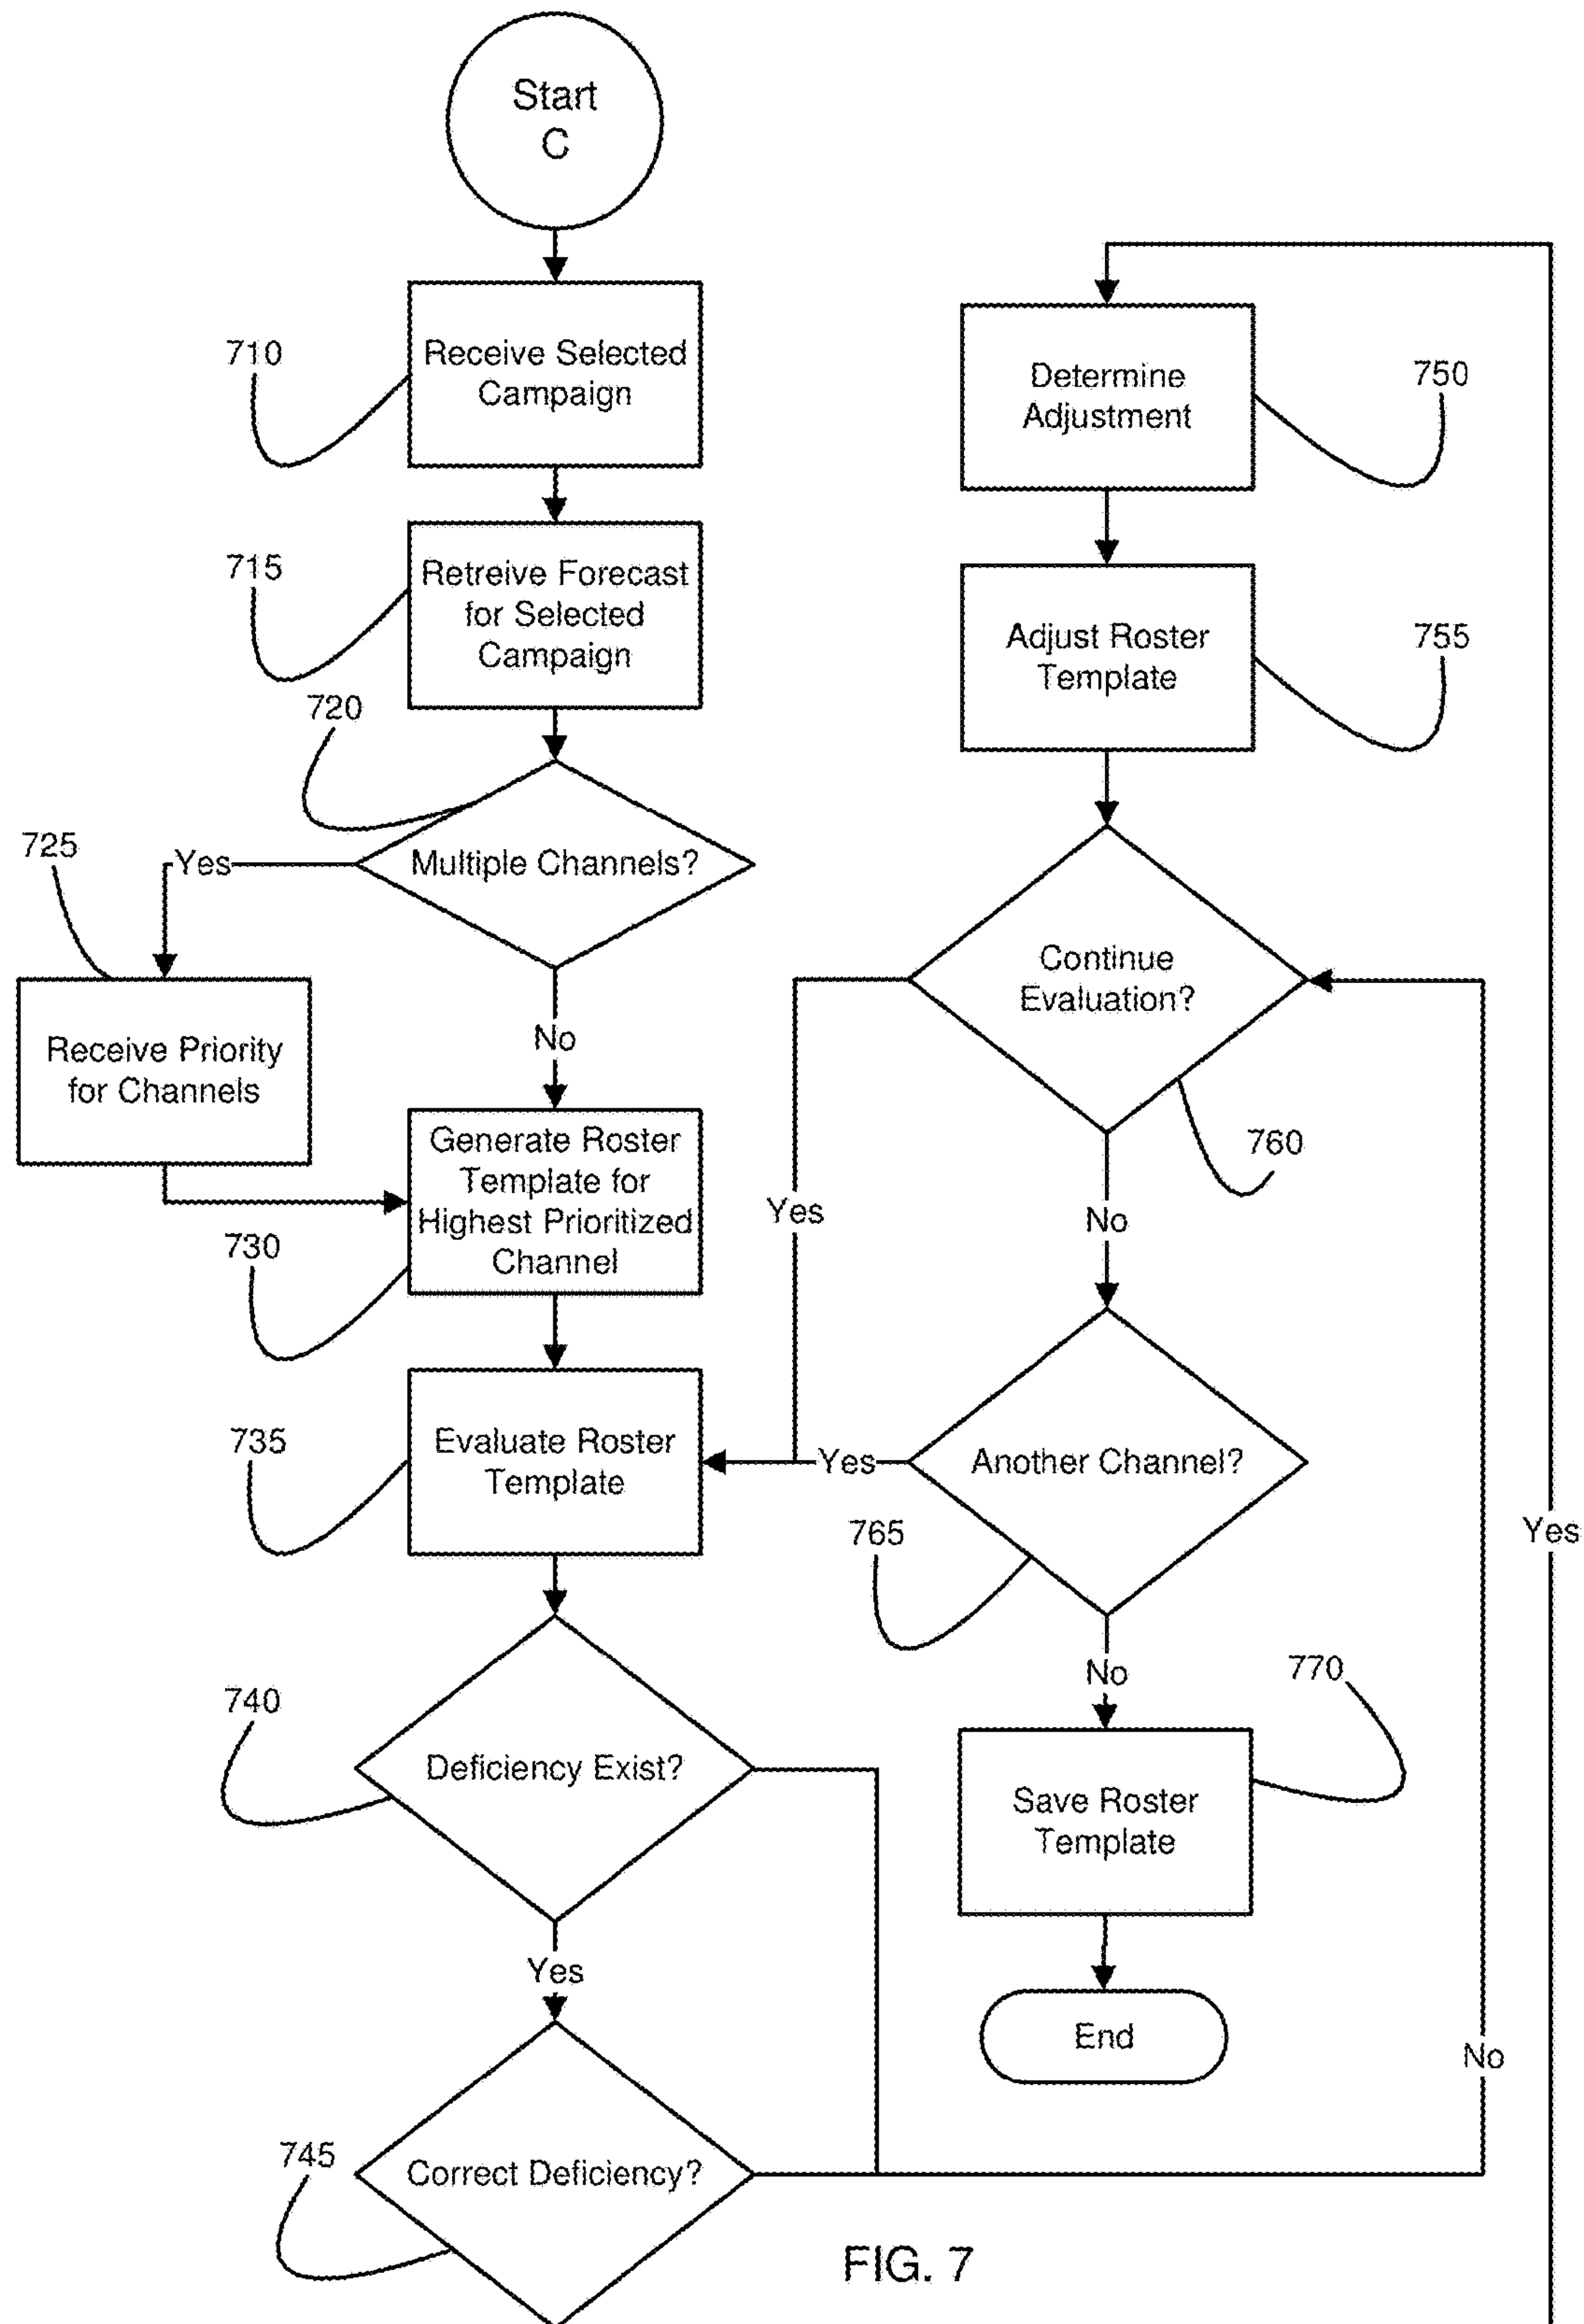 Start
C
710
Receive Selected
Campaign
715
Retreive Forecast
for Selected
Campaign
720
Multiple Channels?
Yes
725
No
Receive Priority
for Channels
Generate Roster
Template for
Highest Prioritized
Channel
730
Evaluate Roster
Template
735
Deficiency Exist?
740
Yes
Correct Deficiency?
745
Determine
Adjustment
750
Adjust Roster
Template
755
Continue
Evaluation?
760
Yes
No
Another Channel?
Yes
765
No
770
Save Roster
Template
End
Yes
No
FIG. 7